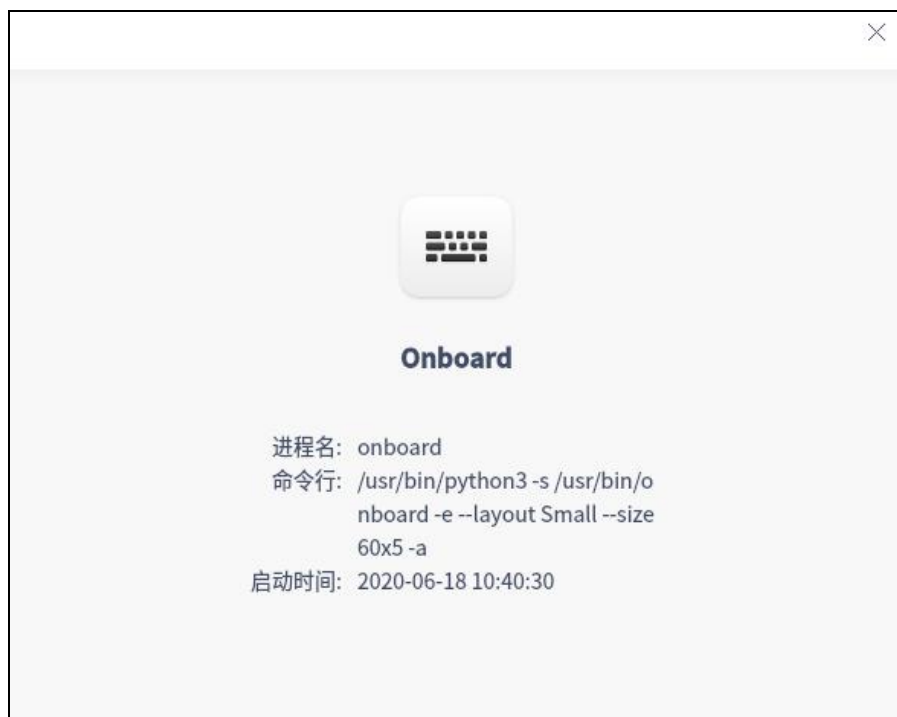 Onboard
进程名: onboard
命令行: /usr/bin/python3 -s /usr/bin/o
nboard -e --layout Small --size
60x5 -a
启动时间: 2020-06-18 10:40:30